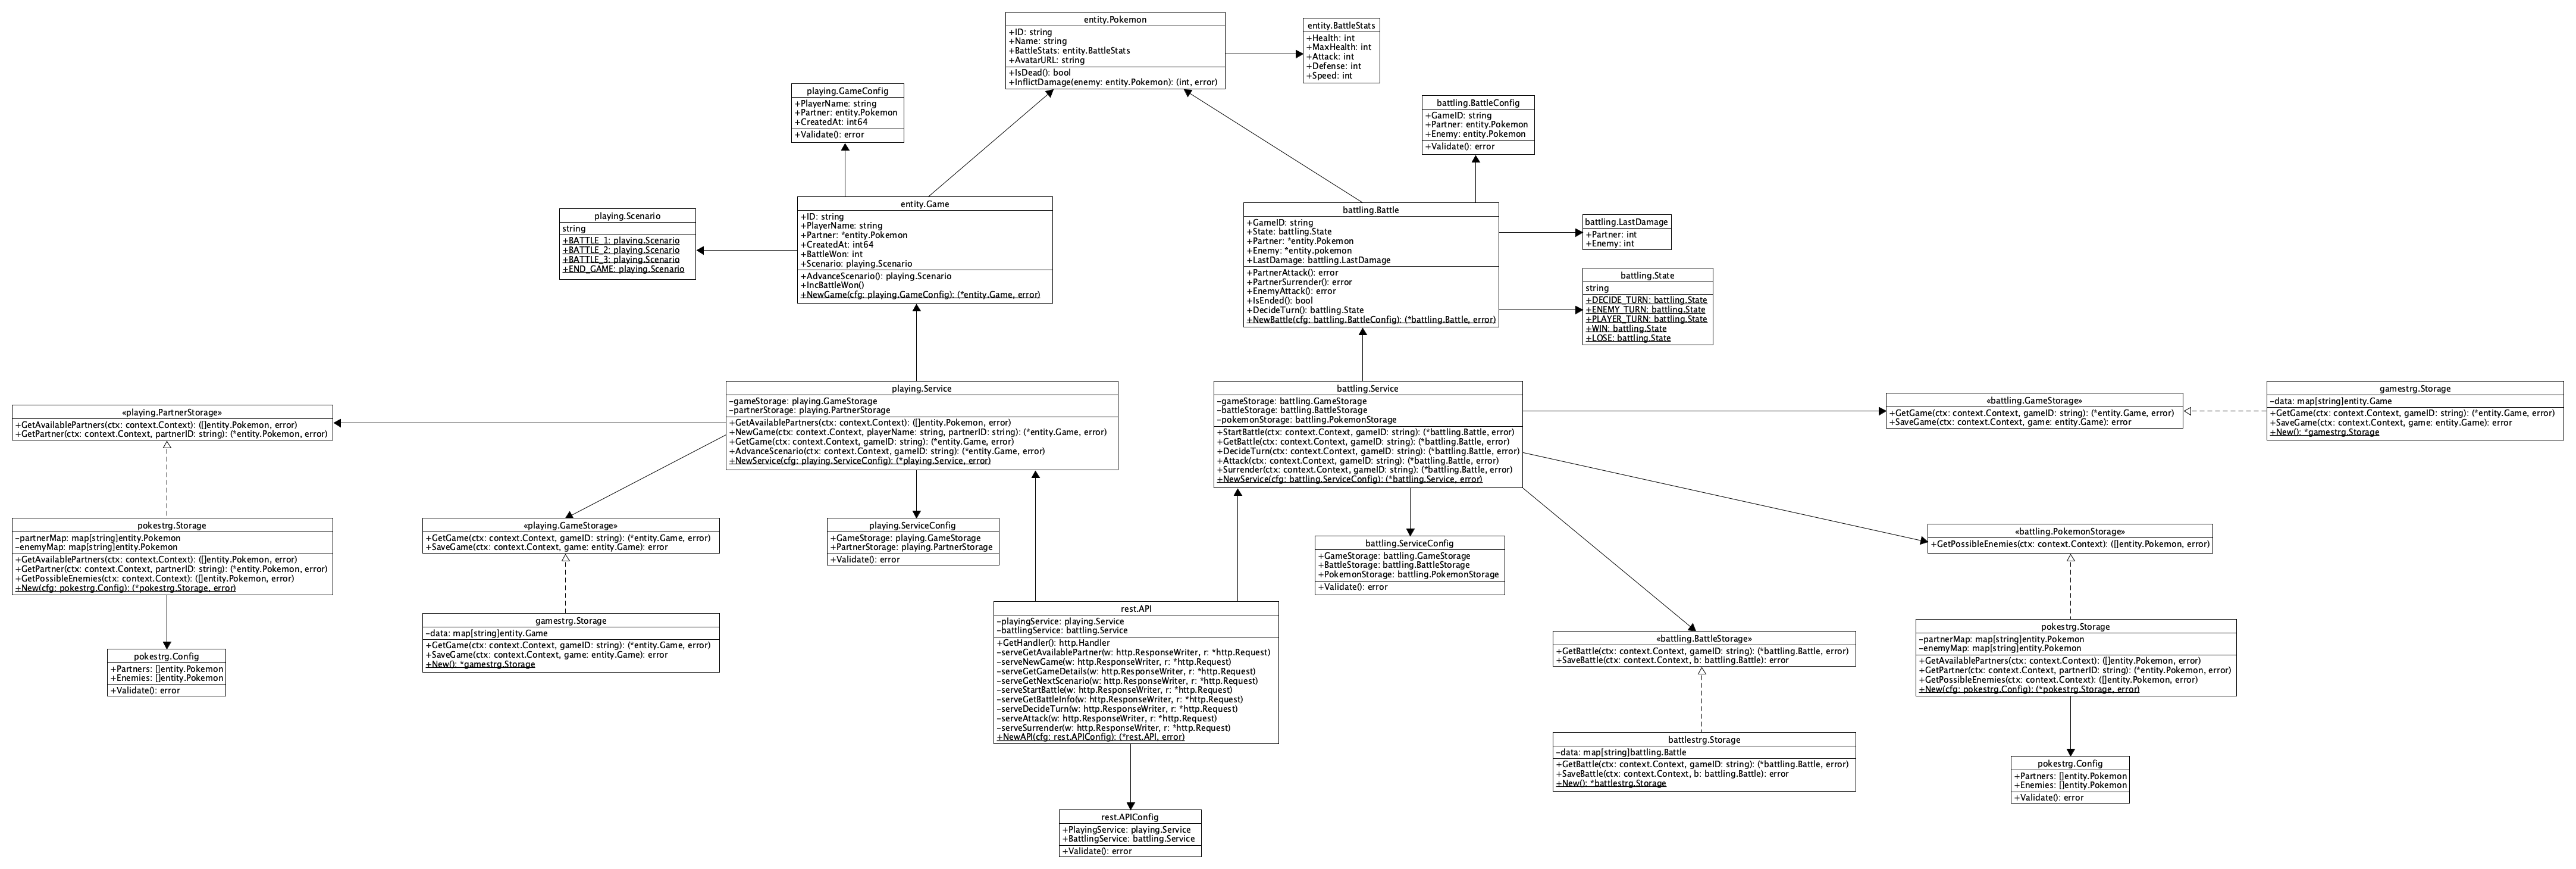 entity.Pokemon
+ID: string
+Name: string
+BattleStats: entity.BattleStats
+AvatarURL: string
+IsDead(): bool
+InflictDamage(enemy: entity.Pokemon): (int, error)
entity.BattleStats
+Health: int
+MaxHealth: int
+Attack: int
+Defense: int
+Speed: int
playing.GameConfig
+PlayerName: string
+Partner: entity.Pokemon
+CreatedAt: int64
+Validate(): error
battling.BattleConfig
+GameID: string
+Partner: entity.Pokemon
+Enemy: entity.Pokemon
+Validate(): error
playing.Scenario
string
+BATTLE_1: playing.Scenario
+BATTLE_2: playing.Scenario
+BATTLE_3: playing.Scenario
+END_GAME: playing.Scenario
entity.Game
+ID: string
+PlayerName: string
+Partner: *entity.Pokemon
+CreatedAt: int64
+BattleWon: int
+Scenario: playing.Scenario
+AdvanceScenario(): playing.Scenario
+IncBattleWon()
+NewGame(cfg: playing.GameConfig): (*entity.Game, error)
battling.Battle
+GameID: string
+State: battling.State
+Partner: *entity.Pokemon
+Enemy: *entity.pokemon
+LastDamage: battling.LastDamage
+PartnerAttack(): error
+PartnerSurrender(): error
+EnemyAttack(): error
+IsEnded(): bool
+DecideTurn(): battling.State
+NewBattle(cfg: battling.BattleConfig): (*battling.Battle, error)
battling.LastDamage
+Partner: int
+Enemy: int
battling.State
string
+DECIDE_TURN: battling.State
+ENEMY_TURN: battling.State
+PLAYER_TURN: battling.State
+WIN: battling.State
+LOSE: battling.State
«playing.PartnerStorage»
+GetAvailablePartners(ctx: context.Context): ([]entity.Pokemon, error)
+GetPartner(ctx: context.Context, partnerID: string): (*entity.Pokemon, error)
playing.Service
-gameStorage: playing.GameStorage
-partnerStorage: playing.PartnerStorage
+GetAvailablePartners(ctx: context.Context): ([]entity.Pokemon, error)
+NewGame(ctx: context.Context, playerName: string, partnerID: string): (*entity.Game, error)
+GetGame(ctx: context.Context, gameID: string): (*entity.Game, error)
+AdvanceScenario(ctx: context.Context, gameID: string): (*entity.Game, error)
+NewService(cfg: playing.ServiceConfig): (*playing.Service, error)
battling.Service
-gameStorage: battling.GameStorage
-battleStorage: battling.BattleStorage
-pokemonStorage: battling.PokemonStorage
+StartBattle(ctx: context.Context, gameID: string): (*battling.Battle, error)
+GetBattle(ctx: context.Context, gameID: string): (*battling.Battle, error)
+DecideTurn(ctx: context.Context, gameID: string): (*battling.Battle, error)
+Attack(ctx: context.Context, gameID: string): (*battling.Battle, error)
+Surrender(ctx: context.Context, gameID: string): (*battling.Battle, error)
+NewService(cfg: battling.ServiceConfig): (*battling.Service, error)
«battling.GameStorage»
+GetGame(ctx: context.Context, gameID: string): (*entity.Game, error)
+SaveGame(ctx: context.Context, game: entity.Game): error
gamestrg.Storage
-data: map[string]entity.Game
+GetGame(ctx: context.Context, gameID: string): (*entity.Game, error)
+SaveGame(ctx: context.Context, game: entity.Game): error
+New(): *gamestrg.Storage
pokestrg.Storage
-partnerMap: map[string]entity.Pokemon
-enemyMap: map[string]entity.Pokemon
+GetAvailablePartners(ctx: context.Context): ([]entity.Pokemon, error)
+GetPartner(ctx: context.Context, partnerID: string): (*entity.Pokemon, error)
+GetPossibleEnemies(ctx: context.Context): ([]entity.Pokemon, error)
+New(cfg: pokestrg.Config): (*pokestrg.Storage, error)
«playing.GameStorage»
+GetGame(ctx: context.Context, gameID: string): (*entity.Game, error)
+SaveGame(ctx: context.Context, game: entity.Game): error
playing.ServiceConfig
+GameStorage: playing.GameStorage
+PartnerStorage: playing.PartnerStorage
+Validate(): error
battling.ServiceConfig
+GameStorage: battling.GameStorage
+BattleStorage: battling.BattleStorage
+PokemonStorage: battling.PokemonStorage
+Validate(): error
«battling.PokemonStorage»
+GetPossibleEnemies(ctx: context.Context): ([]entity.Pokemon, error)
pokestrg.Config
+Partners: []entity.Pokemon
+Enemies: []entity.Pokemon
+Validate(): error
gamestrg.Storage
-data: map[string]entity.Game
+GetGame(ctx: context.Context, gameID: string): (*entity.Game, error)
+SaveGame(ctx: context.Context, game: entity.Game): error
+New(): *gamestrg.Storage
rest.API
-playingService: playing.Service
-battlingService: battling.Service
+GetHandler(): http.Handler
-serveGetAvailablePartner(w: http.ResponseWriter, r: *http.Request)
-serveNewGame(w: http.ResponseWriter, r: *http.Request)
-serveGetGameDetails(w: http.ResponseWriter, r: *http.Request)
-serveGetNextScenario(w: http.ResponseWriter, r: *http.Request)
-serveStartBattle(w: http.ResponseWriter, r: *http.Request)
-serveGetBattleInfo(w: http.ResponseWriter, r: *http.Request)
-serveDecideTurn(w: http.ResponseWriter, r: *http.Request)
-serveAttack(w: http.ResponseWriter, r: *http.Request)
-serveSurrender(w: http.ResponseWriter, r: *http.Request)
+NewAPI(cfg: rest.APIConfig): (*rest.API, error)
«battling.BattleStorage»
+GetBattle(ctx: context.Context, gameID: string): (*battling.Battle, error)
+SaveBattle(ctx: context.Context, b: battling.Battle): error
pokestrg.Storage
-partnerMap: map[string]entity.Pokemon
-enemyMap: map[string]entity.Pokemon
+GetAvailablePartners(ctx: context.Context): ([]entity.Pokemon, error)
+GetPartner(ctx: context.Context, partnerID: string): (*entity.Pokemon, error)
+GetPossibleEnemies(ctx: context.Context): ([]entity.Pokemon, error)
+New(cfg: pokestrg.Config): (*pokestrg.Storage, error)
battlestrg.Storage
-data: map[string]battling.Battle
+GetBattle(ctx: context.Context, gameID: string): (*battling.Battle, error)
+SaveBattle(ctx: context.Context, b: battling.Battle): error
+New(): *battlestrg.Storage
pokestrg.Config
+Partners: []entity.Pokemon
+Enemies: []entity.Pokemon
+Validate(): error
rest.APIConfig
+PlayingService: playing.Service
+BattlingService: battling.Service
+Validate(): error